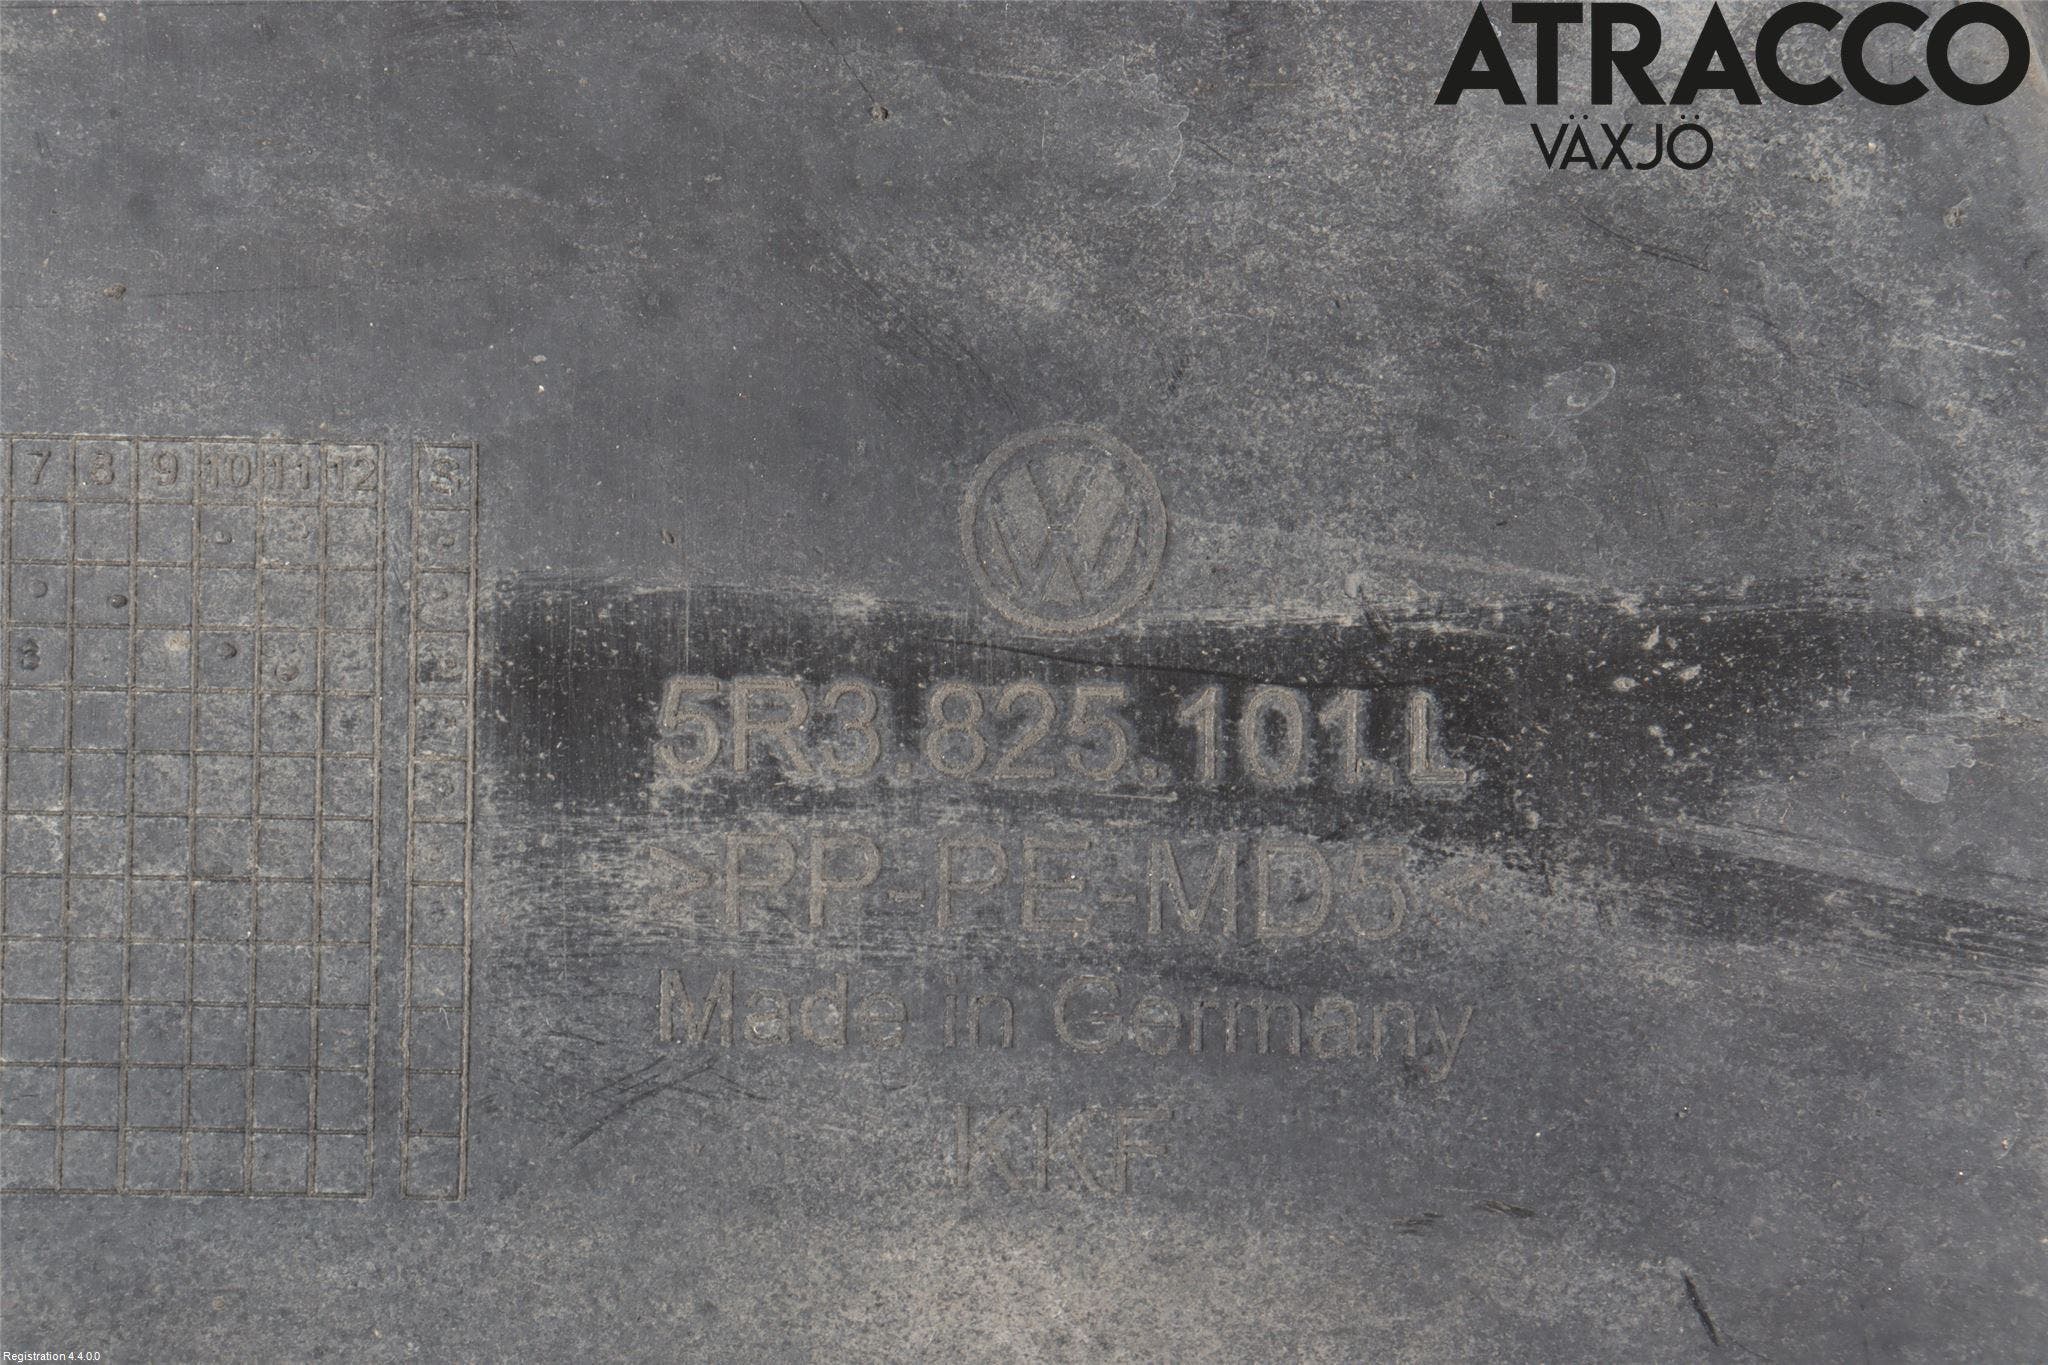 ATRACCO
VÄXJÖ
7 8 9 10 11 12 S
5R3.825.101.L
>PP-PE-MD5<
Made in Germany
KKF
Registration 4.4.0.0